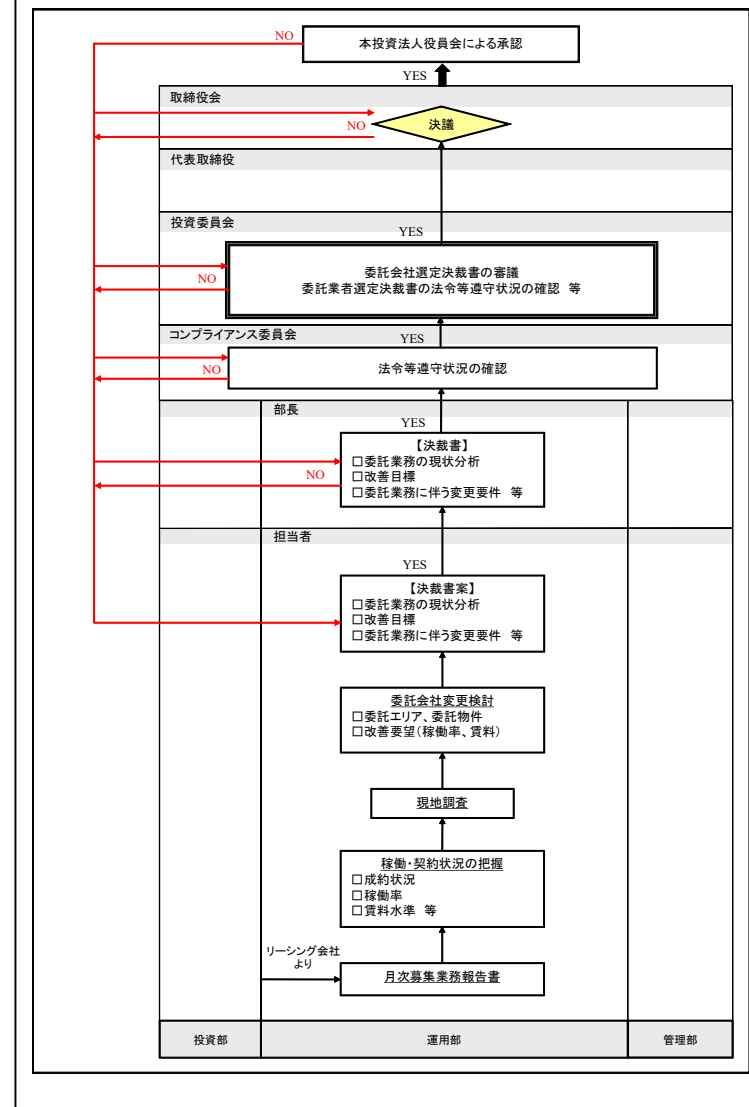 NO
本投資法人役員会による承認
YES
取締役会
NO
決議
代表取締役
投資委員会
YES
委託会社選定決裁書の審議
委託業者選定決裁書の法令等遵守状況の確認 等
NO
コンプライアンス委員会
YES
法令等遵守状況の確認
NO
部長
YES
【決裁書】
□委託業務の現状分析
□改善目標
□委託業務に伴う変更要件 等
NO
担当者
YES
【決裁書案】
□委託業務の現状分析
□改善目標
□委託業務に伴う変更要件 等
委託会社変更検討
□委託エリア、委託物件
□改善要望(稼働率、賃料)
現地調査
稼働・契約状況の把握
□成約状況
□稼働率
□賃料水準 等
リーシング会社
より
月次募集業務報告書
投資部
運用部
管理部